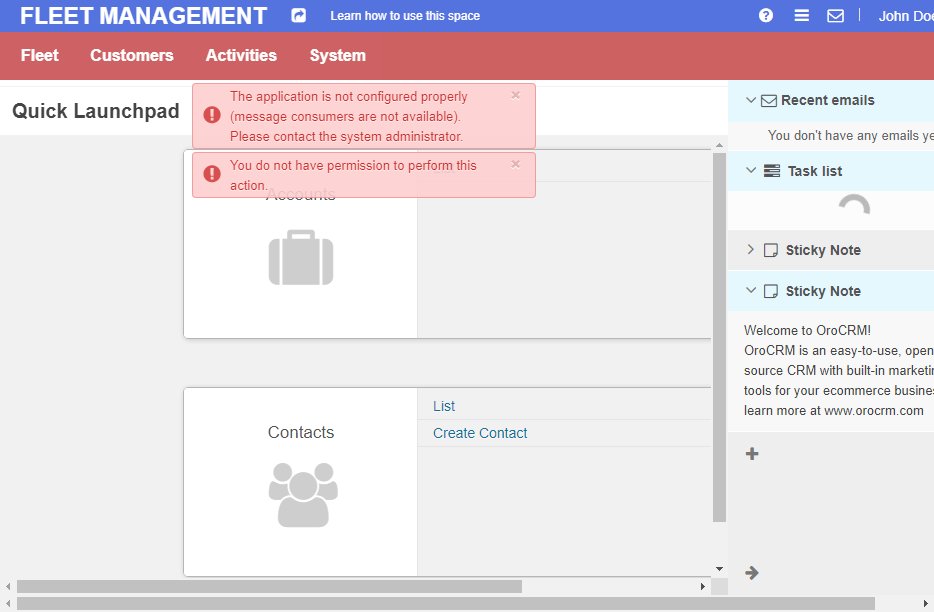 FLEET MANAGEMENT
Learn how to use this space
John Doe
Fleet
Customers
Activities
System
Quick Launchpad
The application is not configured properly
(message consumers are not available).
Please contact the system administrator.
×
You do not have permission to perform this
action.
×
Accounts
Contacts
List
Create Contact
Recent emails
You don't have any emails ye
Task list
Sticky Note
Sticky Note
Welcome to OroCRM!
OroCRM is an easy-to-use, open
source CRM with built-in marketin
tools for your ecommerce busines
learn more at www.orocrm.com